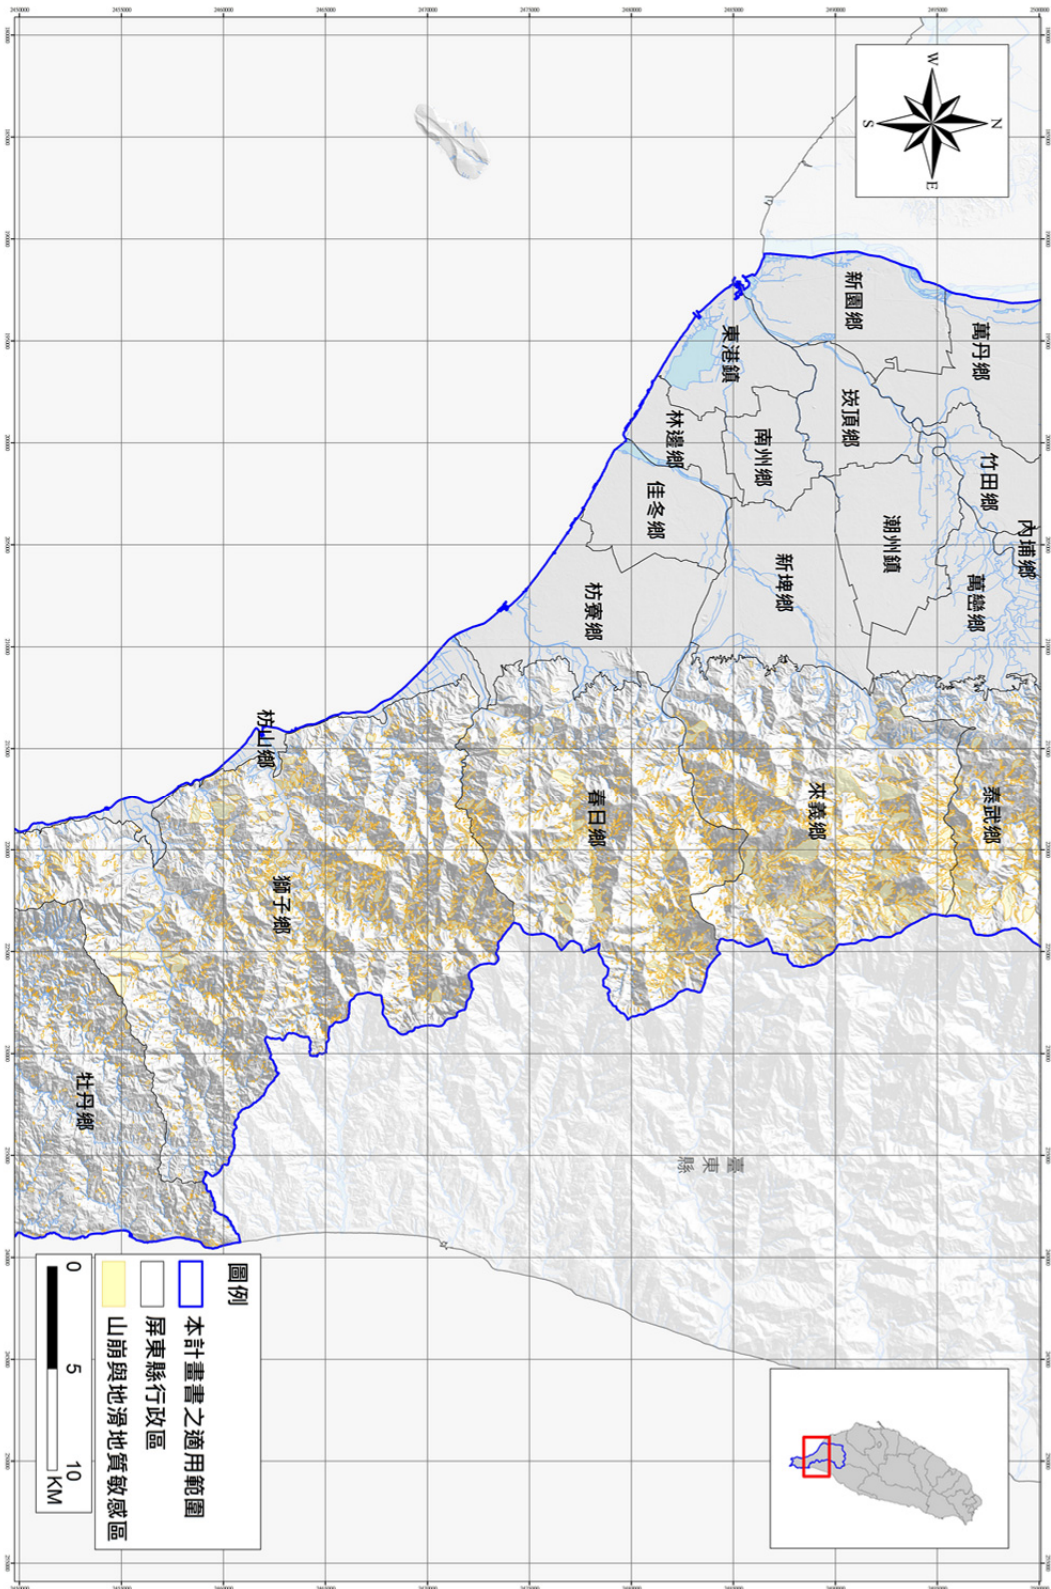 N
W
E
S
萬丹鄉
新園鄉
竹田鄉
內埔鄉
崁頂鄉
東港鎮
南州鄉
潮州鎮
萬巒鄉
林邊鄉
佳冬鄉
新埤鄉
枋寮鄉
泰武鄉
來義鄉
春日鄉
枋山鄉
獅子鄉
牡丹鄉
臺東縣
圖例
本計畫書之適用範圍
屏東縣行政區
山崩與地滑地質敏感區
0
5
10
KM